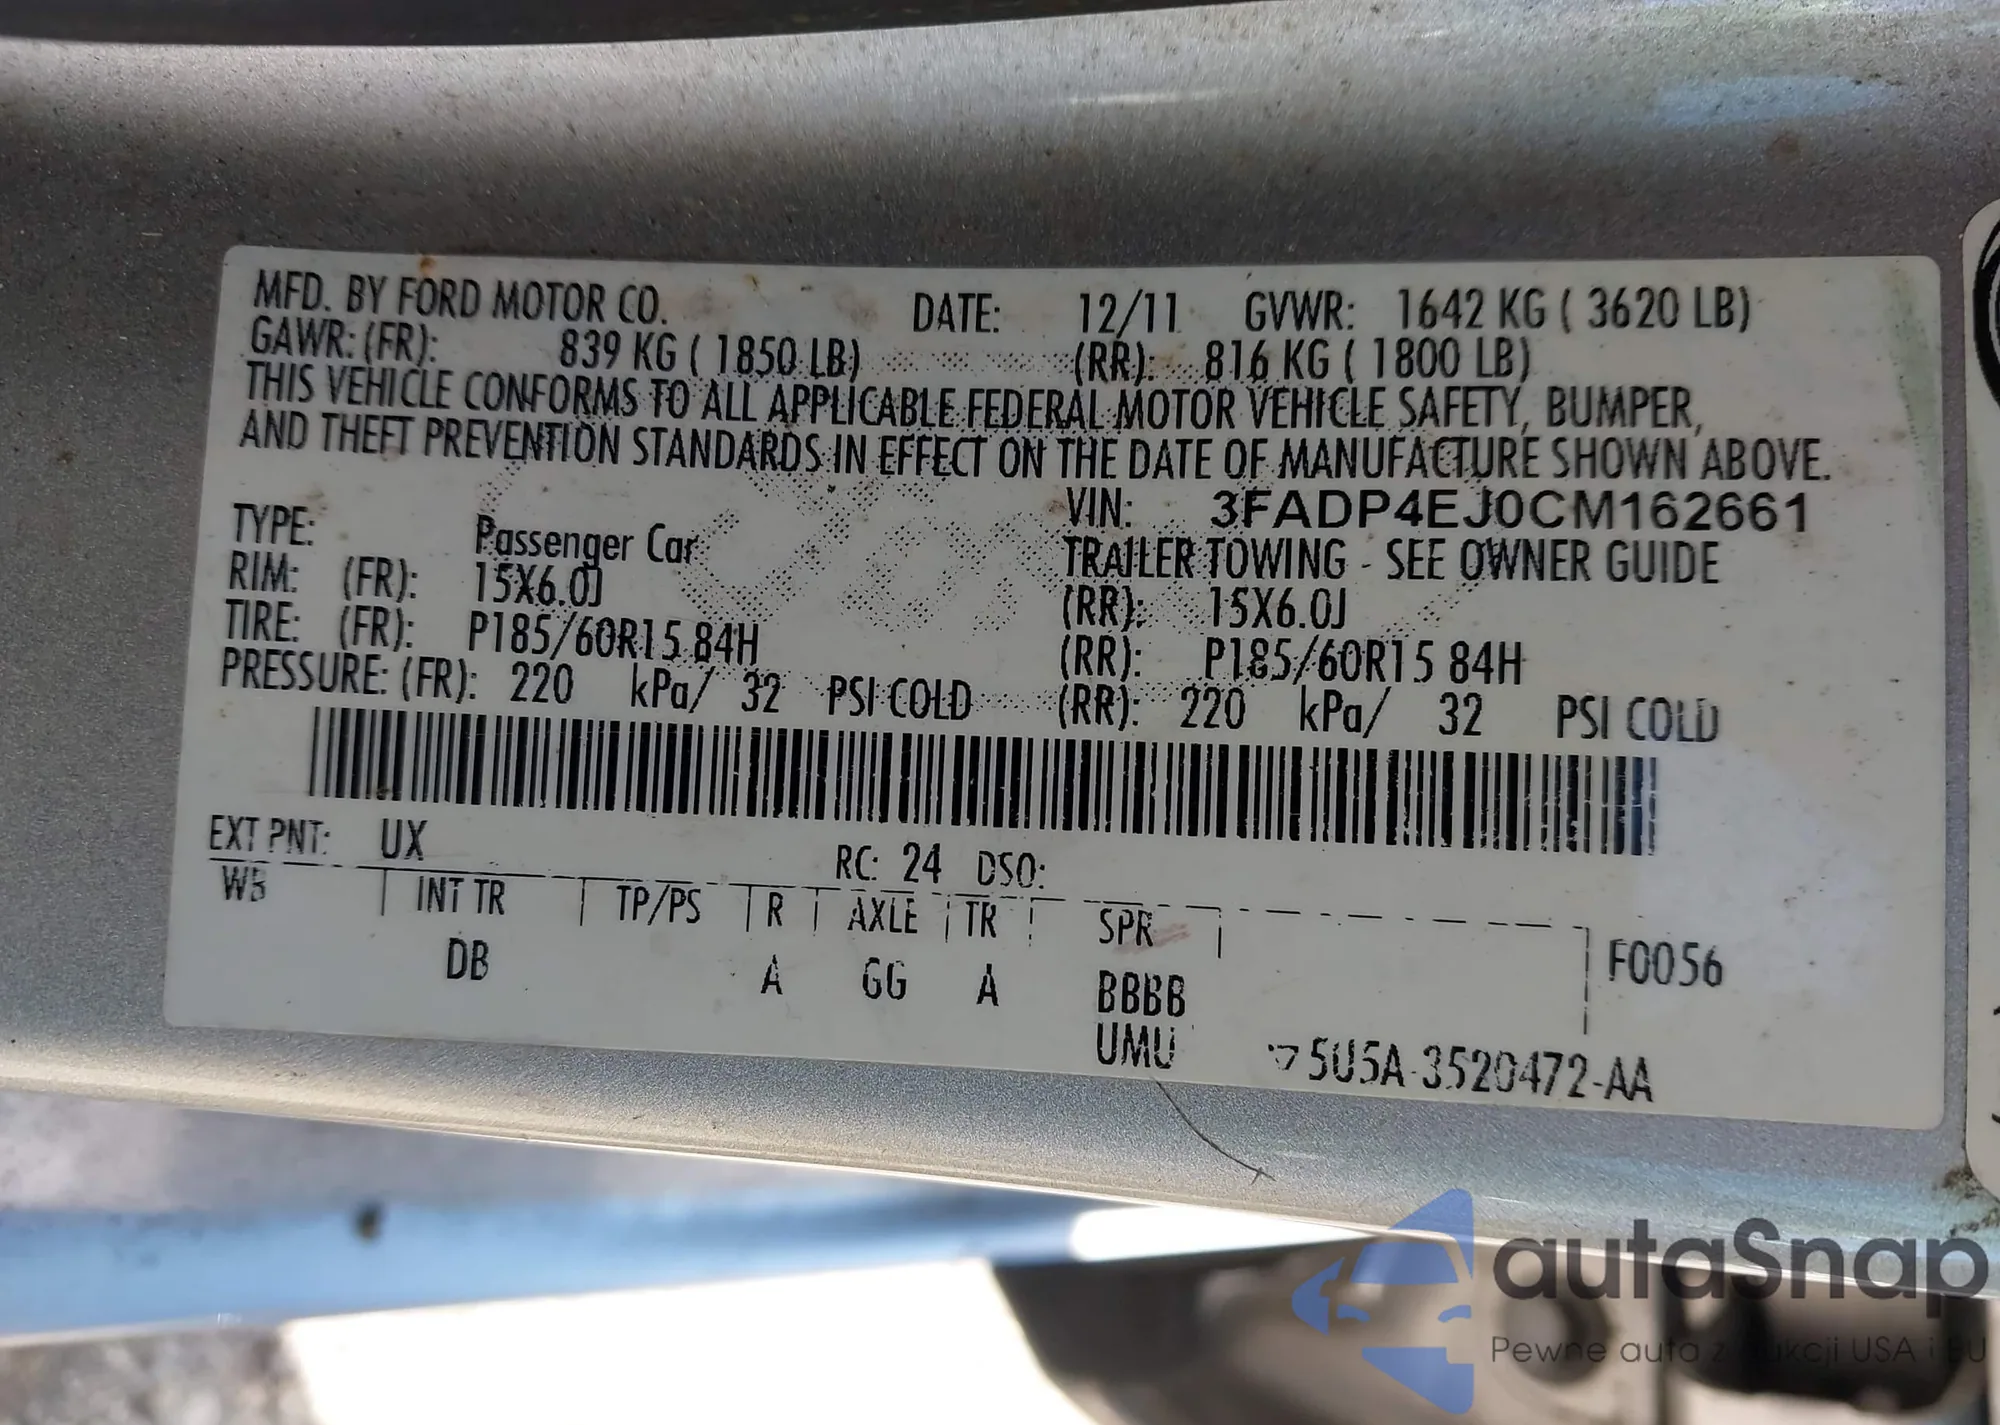 MFD. BY FORD MOTOR CO. DATE: 12/11 GVWR: 1642 KG ( 3620 LB)
GAWR: (FR): 839 KG ( 1850 LB) (RR): 816 KG ( 1800 LB)
THIS VEHICLE CONFORMS TO ALL APPLICABLE FEDERAL MOTOR VEHICLE SAFETY, BUMPER,
AND THEFT PREVENTION STANDARDS IN EFFECT ON THE DATE OF MANUFACTURE SHOWN ABOVE.
VIN: 3FADP4EJ0CM162661
TYPE: Passenger Car TRAILER TOWING - SEE OWNER GUIDE
RIM: (FR): 15X6.0J (RR): 15X6.0J
TIRE: (FR): P185/60R15 84H (RR): P185/60R15 84H
PRESSURE: (FR): 220 kPa/ 32 PSI COLD (RR): 220 kPa/ 32 PSI COLD
EXT PNT: UX RC: 24 DSO:
WB INT TR TP/PS R AXLE TR SPR
DB A GG A BBBB F0056
UMU 5U5A-3520472-AA
autaSnap
Pewne auta z aukcji USA i EU